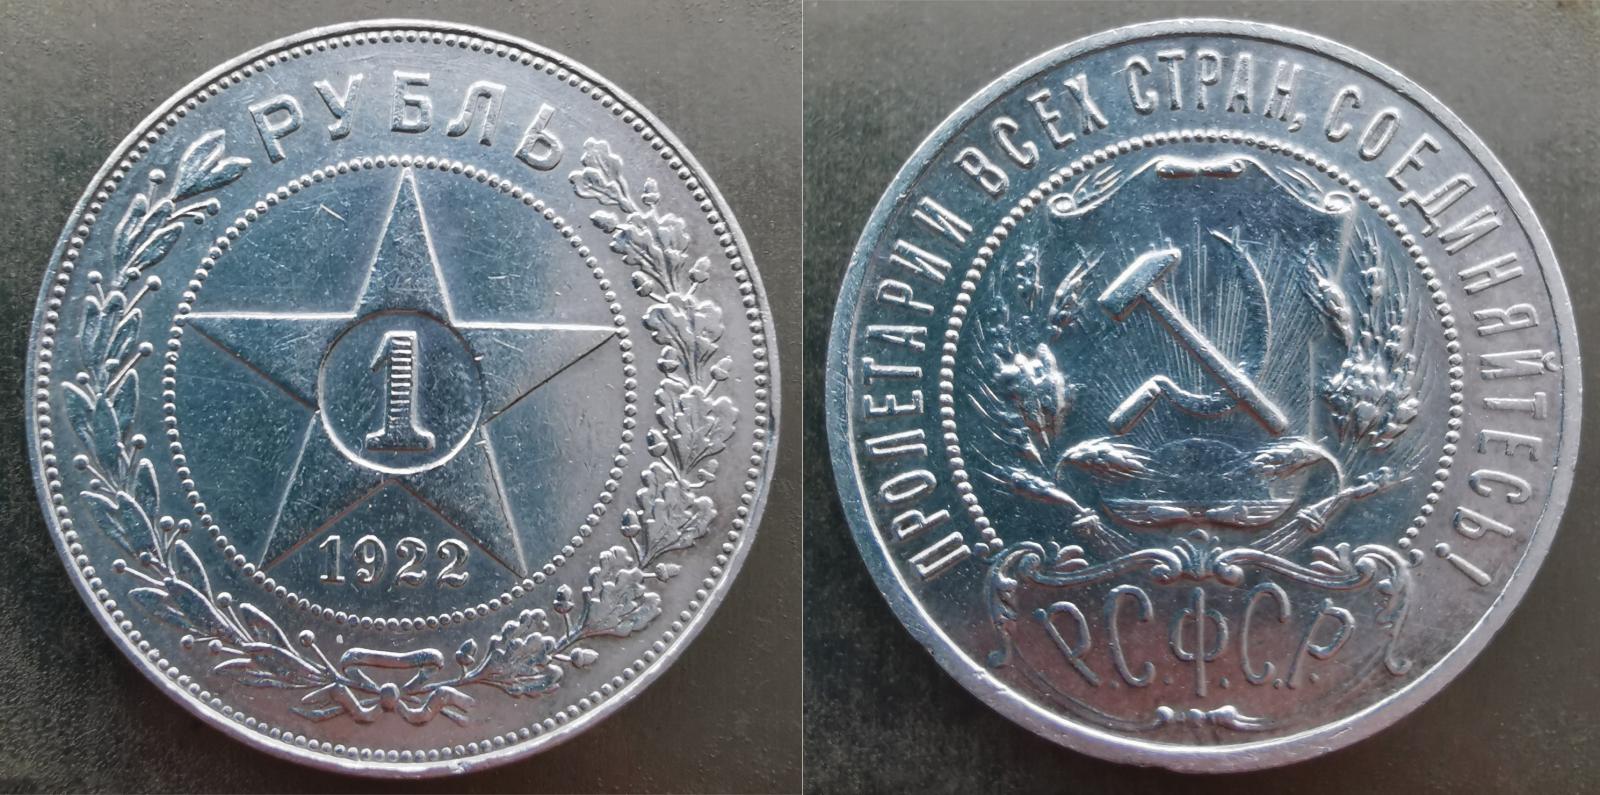 РУБЛЬ
1
1922
ПРОЛЕТАРИИ ВСЕХ СТРАН, СОЕДИНЯЙТЕСЬ!
Р.С.Ф.С.Р.